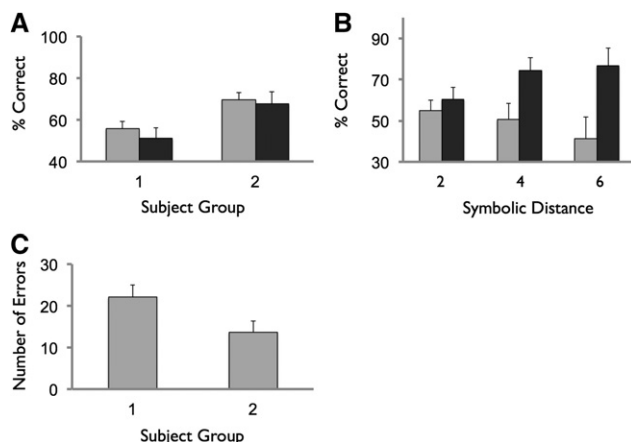 A
100
80
60
40
% Correct
1 2
Subject Group
B
90
70
50
30
% Correct
2 4 6
Symbolic Distance
C
30
20
10
0
Number of Errors
1 2
Subject Group